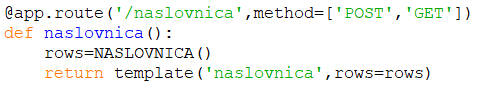 @app.route('/naslovnica',method=['POST','GET'])
def naslovnica():
    rows=NASLOVNICA()
    return template('naslovnica',rows=rows)